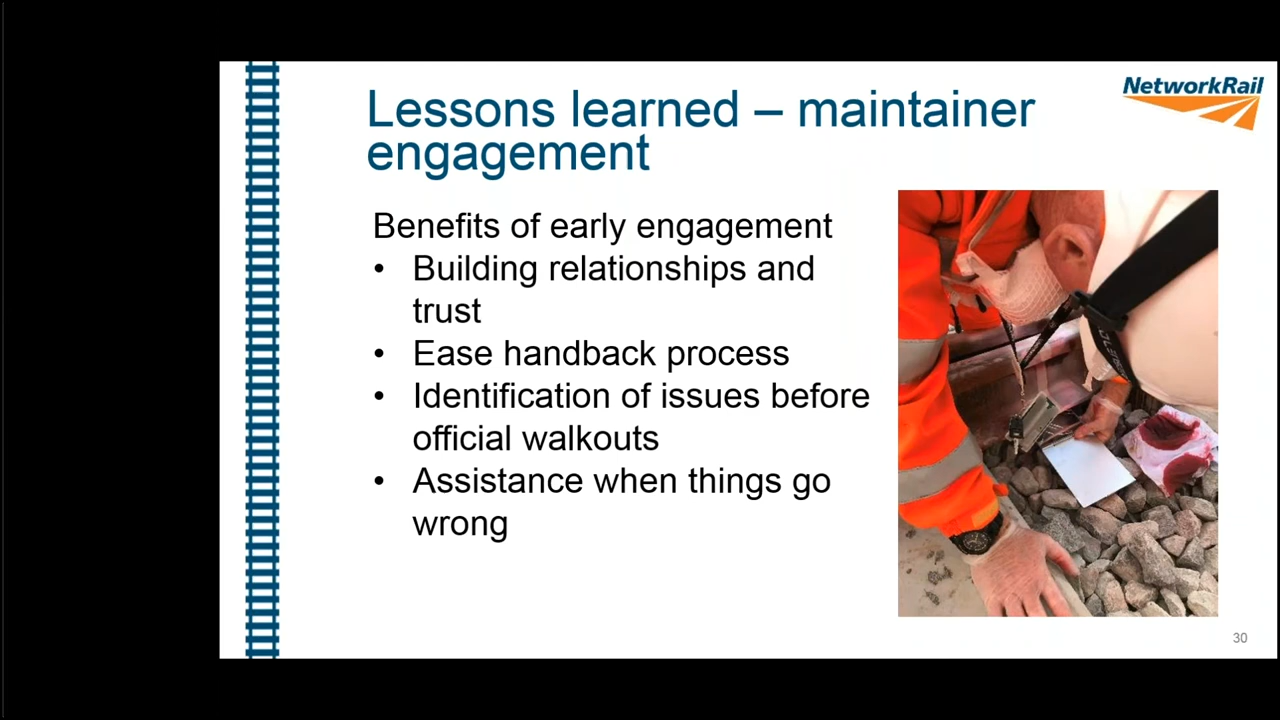 NetworkRail
Lessons learned – maintainer
engagement
Benefits of early engagement
• Building relationships and
trust
• Ease handback process
• Identification of issues before
official walkouts
• Assistance when things go
wrong
30